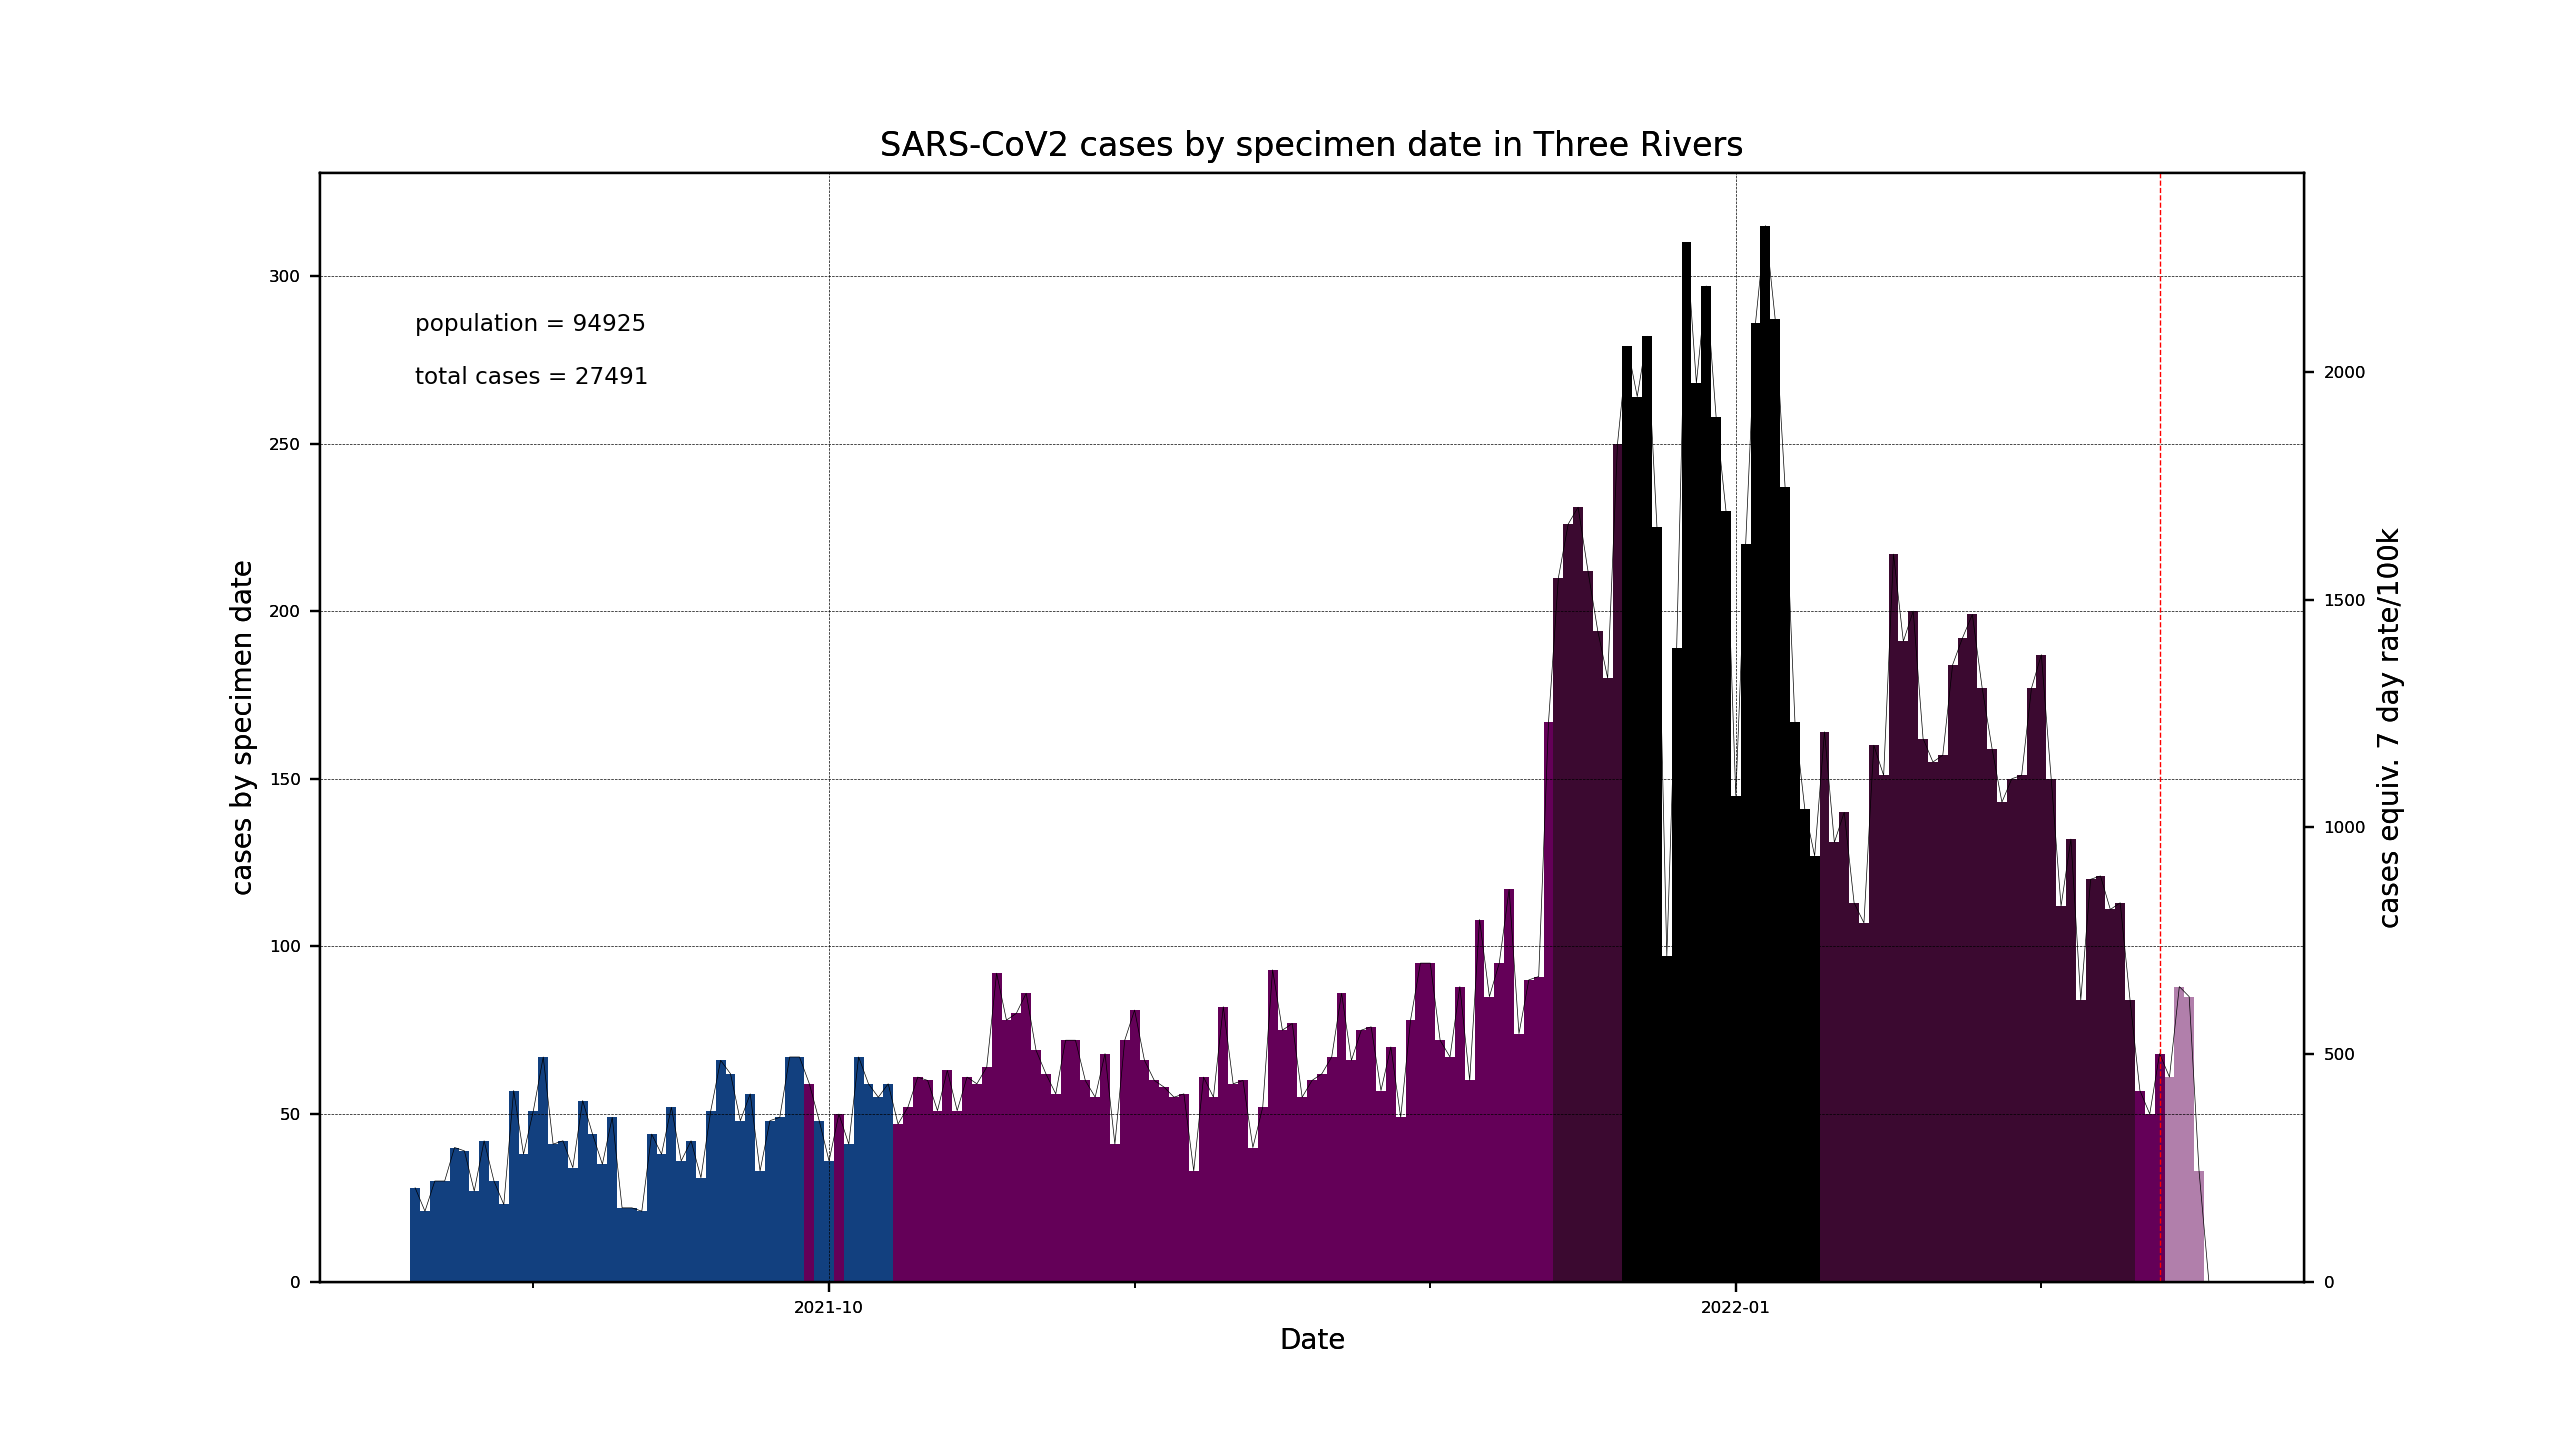 SARS-CoV2 cases by specimen date in Three Rivers
population = 94925
total cases = 27491
cases by specimen date
300
250
200
150
100
50
0
2000
1500
1000
500
0
cases equiv. 7 day rate/100k
2021-10
2022-01
Date